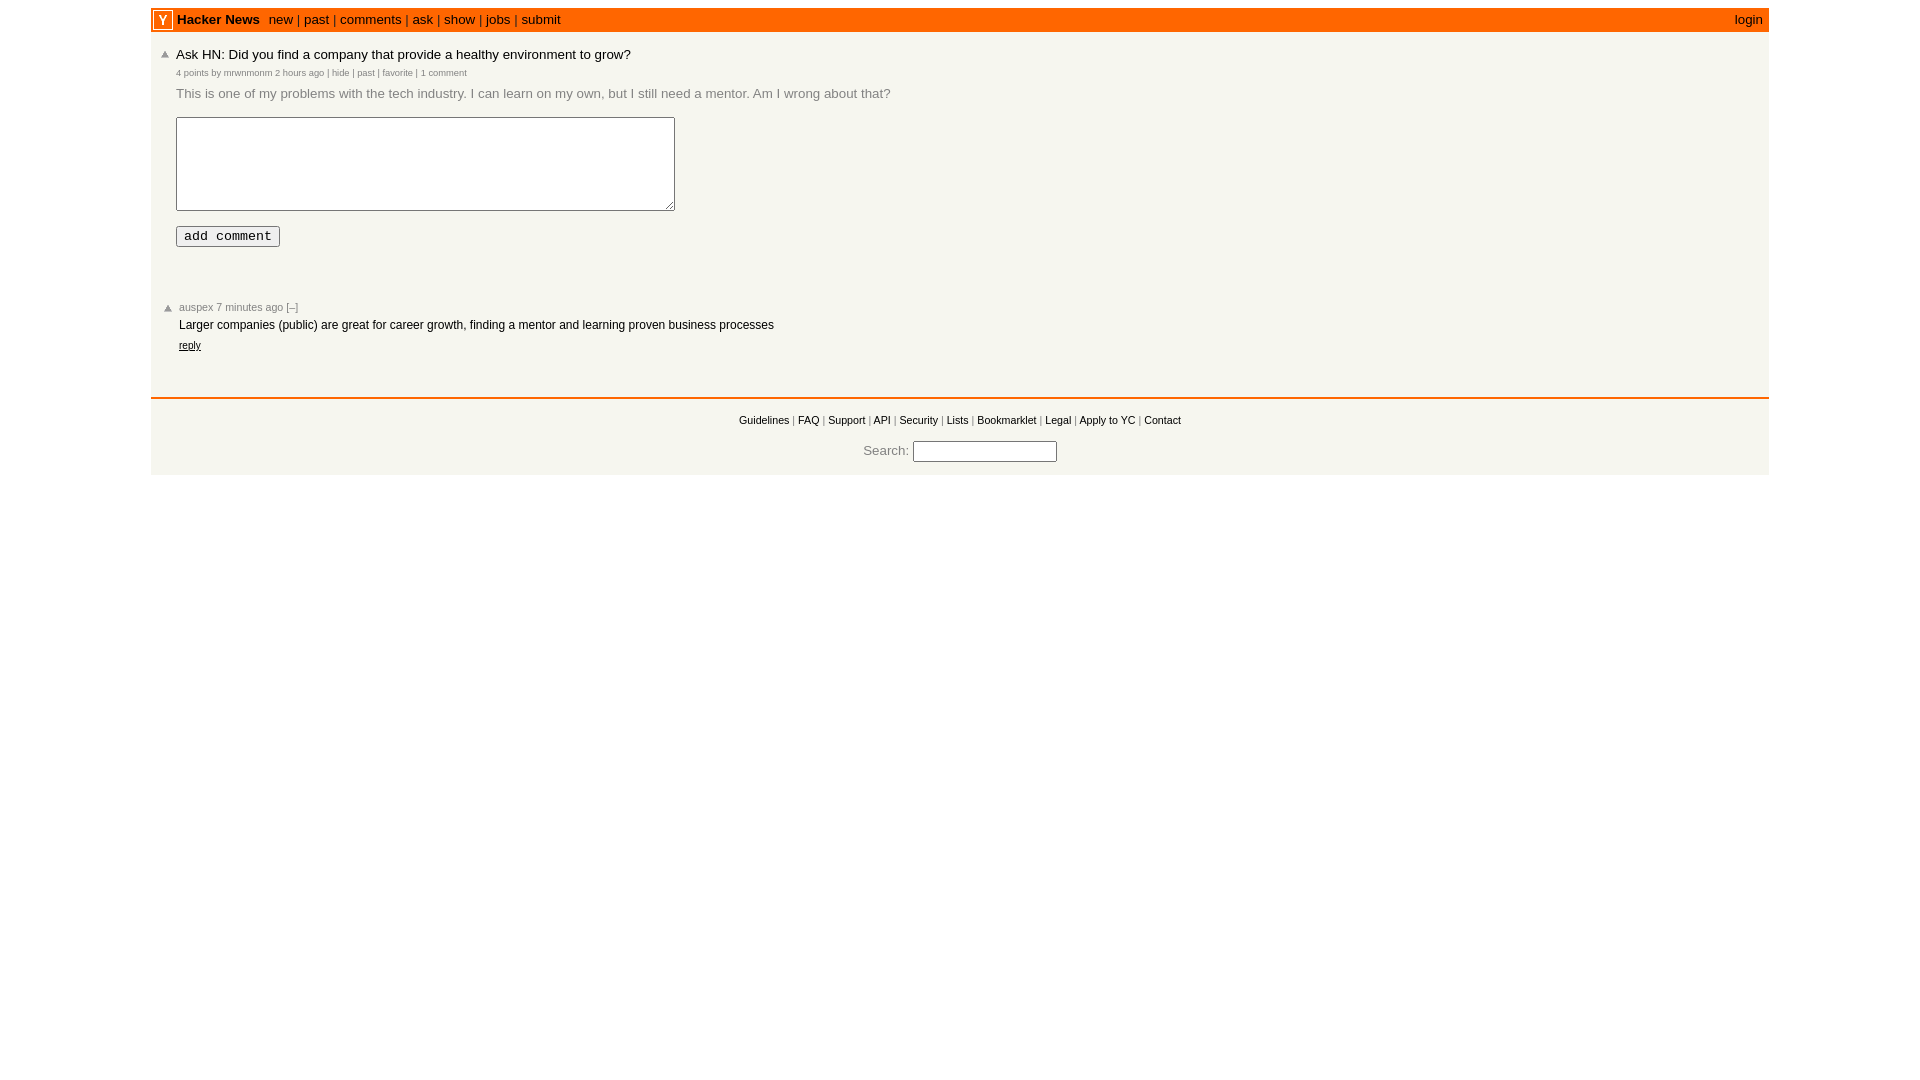 Y Hacker News new | past | comments | ask | show | jobs | submit login
Ask HN: Did you find a company that provide a healthy environment to grow?
4 points by mrwnmonm 2 hours ago | hide | past | favorite | 1 comment
This is one of my problems with the tech industry. I can learn on my own, but I still need a mentor. Am I wrong about that?
add comment
auspex 7 minutes ago [–]
Larger companies (public) are great for career growth, finding a mentor and learning proven business processes
reply
Guidelines | FAQ | Support | API | Security | Lists | Bookmarklet | Legal | Apply to YC | Contact
Search: